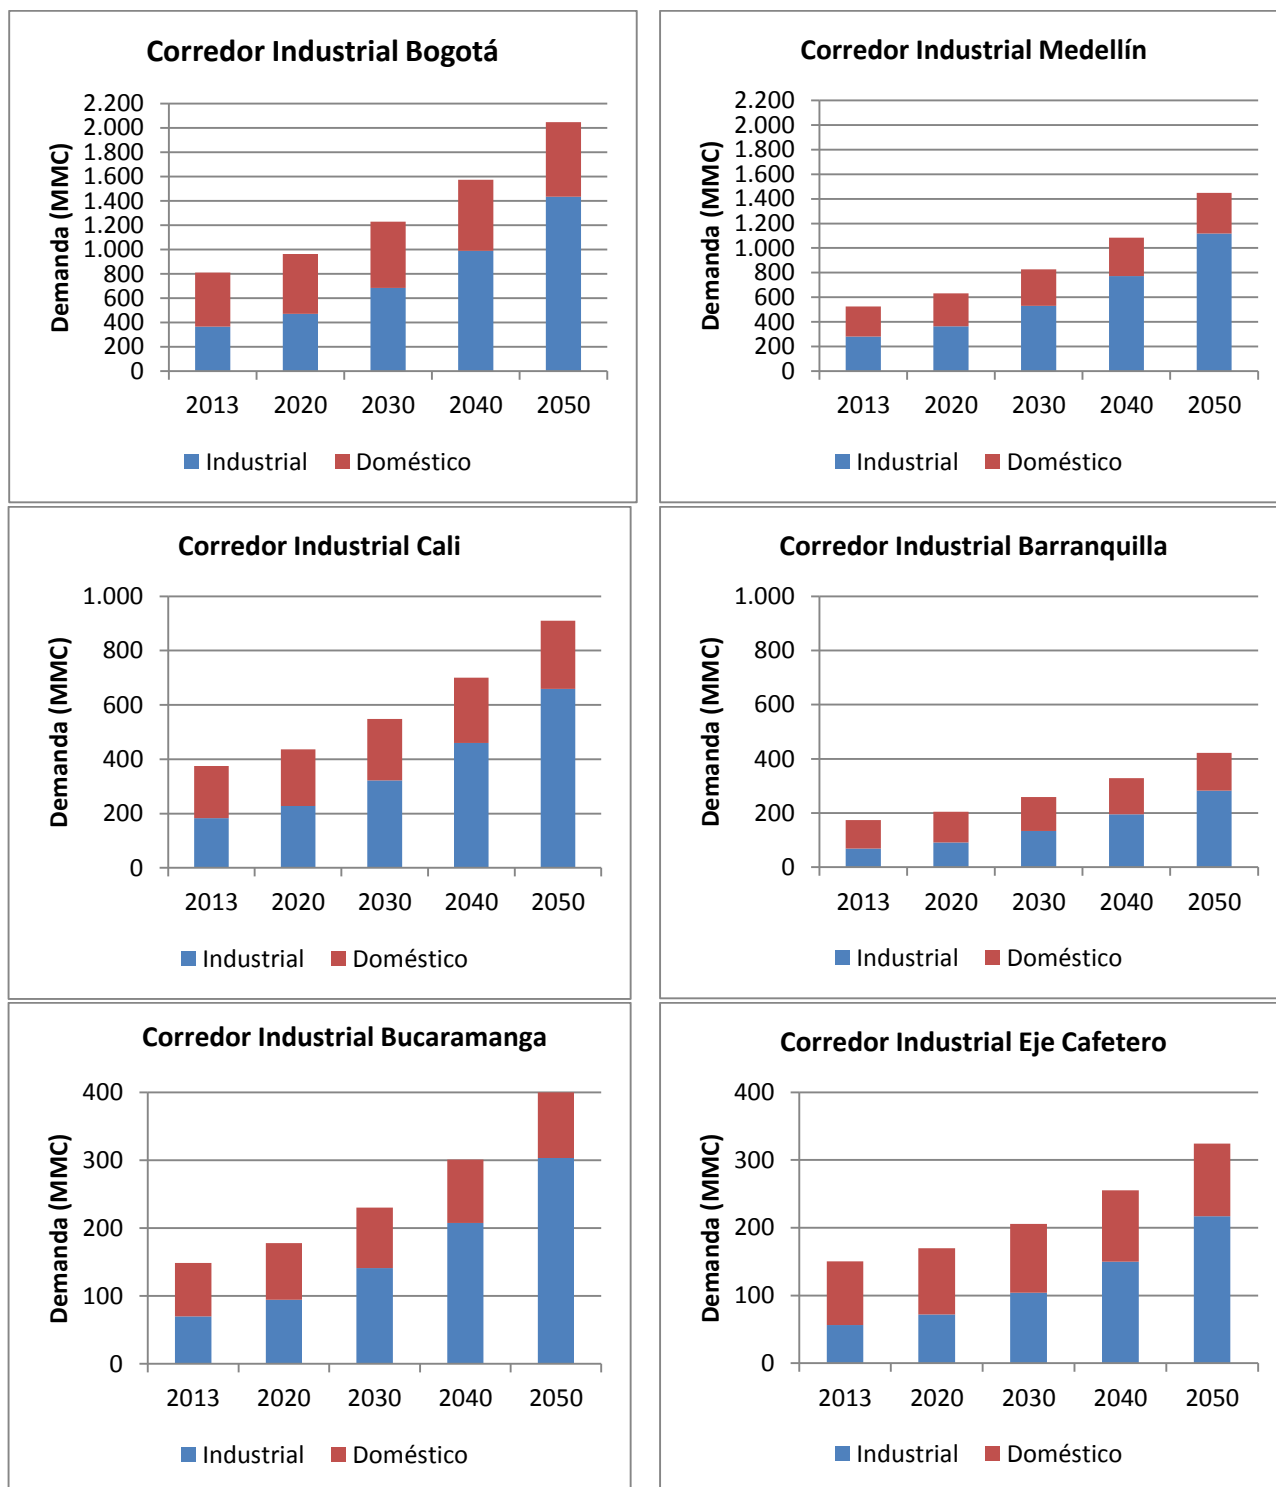 Corredor Industrial Bogotá
Demanda (MMC)
2.200
2.000
1.800
1.600
1.400
1.200
1.000
800
600
400
200
0
2013 2020 2030 2040 2050
Industrial Doméstico
Corredor Industrial Medellín
Demanda (MMC)
2.200
2.000
1.800
1.600
1.400
1.200
1.000
800
600
400
200
0
2013 2020 2030 2040 2050
Industrial Doméstico
Corredor Industrial Cali
Demanda (MMC)
1.000
800
600
400
200
0
2013 2020 2030 2040 2050
Industrial Doméstico
Corredor Industrial Barranquilla
Demanda (MMC)
1.000
800
600
400
200
0
2013 2020 2030 2040 2050
Industrial Doméstico
Corredor Industrial Bucaramanga
Demanda (MMC)
400
300
200
100
0
2013 2020 2030 2040 2050
Industrial Doméstico
Corredor Industrial Eje Cafetero
Demanda (MMC)
400
300
200
100
0
2013 2020 2030 2040 2050
Industrial Doméstico